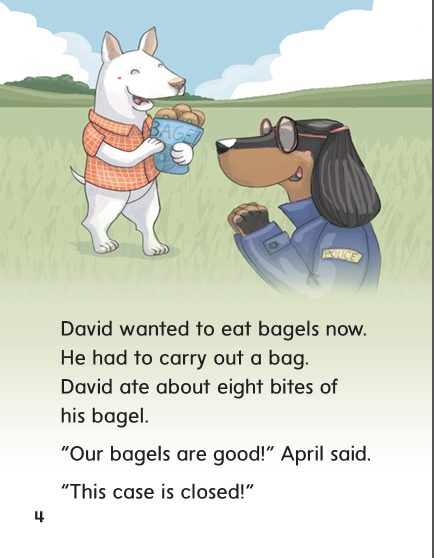 BAGE
POLICE
David wanted to eat bagels now.
He had to carry out a bag.
David ate about eight bites of
his bagel.
“Our bagels are good!” April said.
“This case is closed!”
4